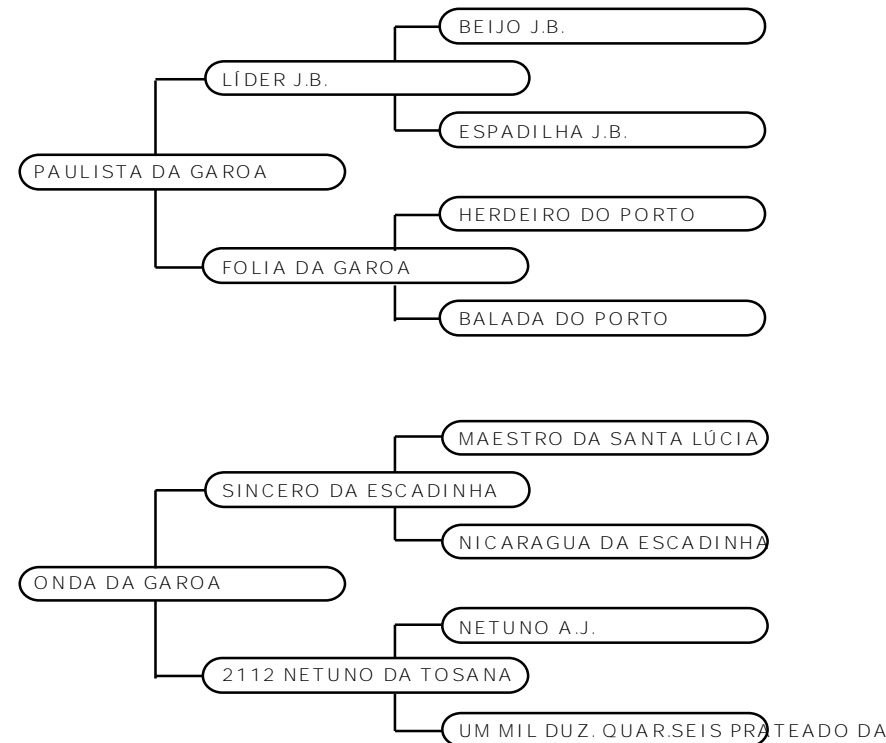 BEIJO J.B.
LÍDER J.B.
ESPADILHA J.B.
PAULISTA DA GAROA
HERDEIRO DO PORTO
FOLIA DA GAROA
BALADA DO PORTO
MAESTRO DA SANTA LÚCIA
SINCERO DA ESCADINHA
NICARAGUA DA ESCADINHA
ONDA DA GAROA
NETUNO A.J.
2112 NETUNO DA TOSANA
UM MIL DUZ. QUAR.SEIS PRATEADO DA